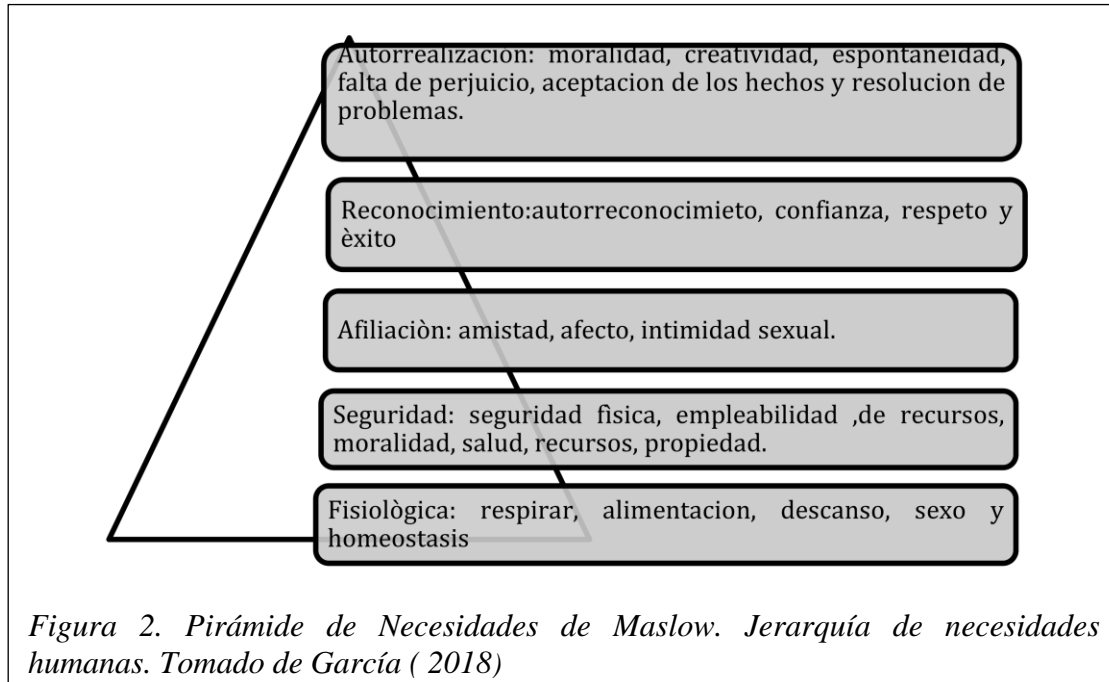 Autorrealizaciòn: moralidad, creatividad, espontaneidad,
falta de perjuicio, aceptacion de los hechos y resolucion de
problemas.
Reconocimiento:autorreconocimieto, confianza, respeto y
èxito
Afiliaciòn: amistad, afecto, intimidad sexual.
Seguridad: seguridad fìsica, empleabilidad ,de recursos,
moralidad, salud, recursos, propiedad.
Fisiològica: respirar, alimentacion, descanso, sexo y
homeostasis
Figura 2. Pirámide de Necesidades de Maslow. Jerarquía de necesidades
humanas. Tomado de García ( 2018)